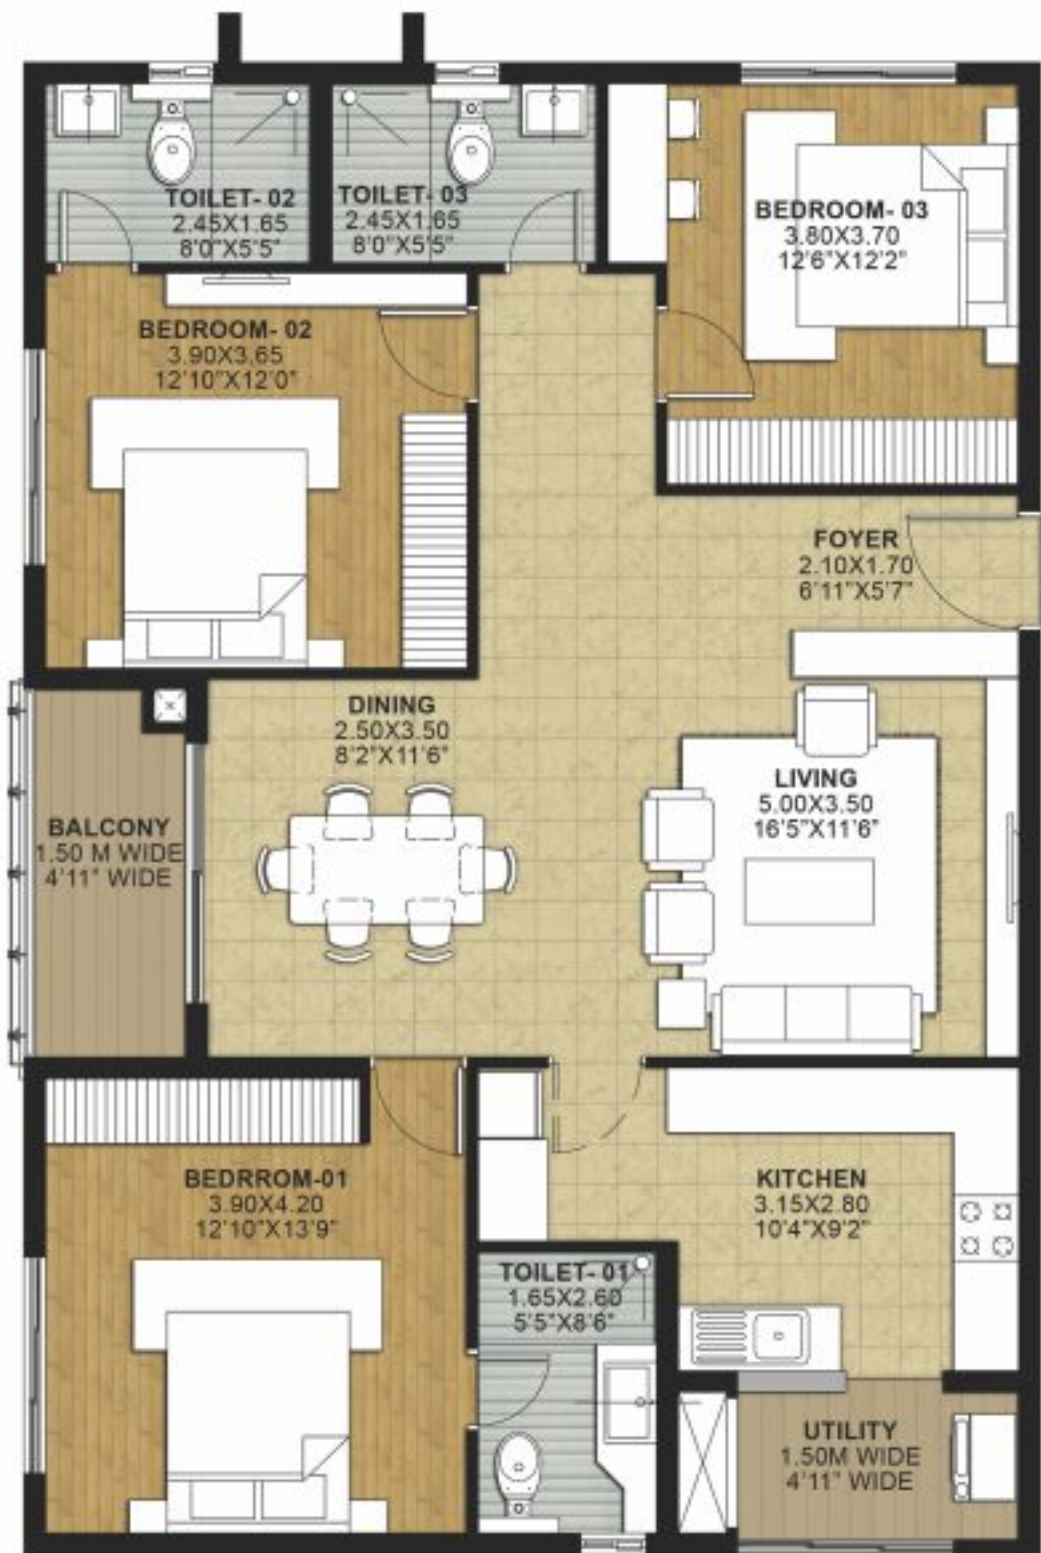 TOILET- 02
2.45X1.65
8'0"X5'5"
TOILET- 03
2.45X1.65
8'0"X5'5"
BEDROOM- 03
3.80X3.70
12'6"X12'2"
BEDROOM- 02
3.90X3.65
12'10"X12'0"
FOYER
2.10X1.70
6'11"X5'7"
DINING
2.50X3.50
8'2"X11'6"
LIVING
5.00X3.50
16'5"X11'6"
BALCONY
1.50 M WIDE
4'11" WIDE
BEDRROM-01
3.90X4.20
12'10"X13'9"
KITCHEN
3.15X2.80
10'4"X9'2"
TOILET- 01
1.65X2.60
5'5"X8'6"
UTILITY
1.50M WIDE
4'11" WIDE